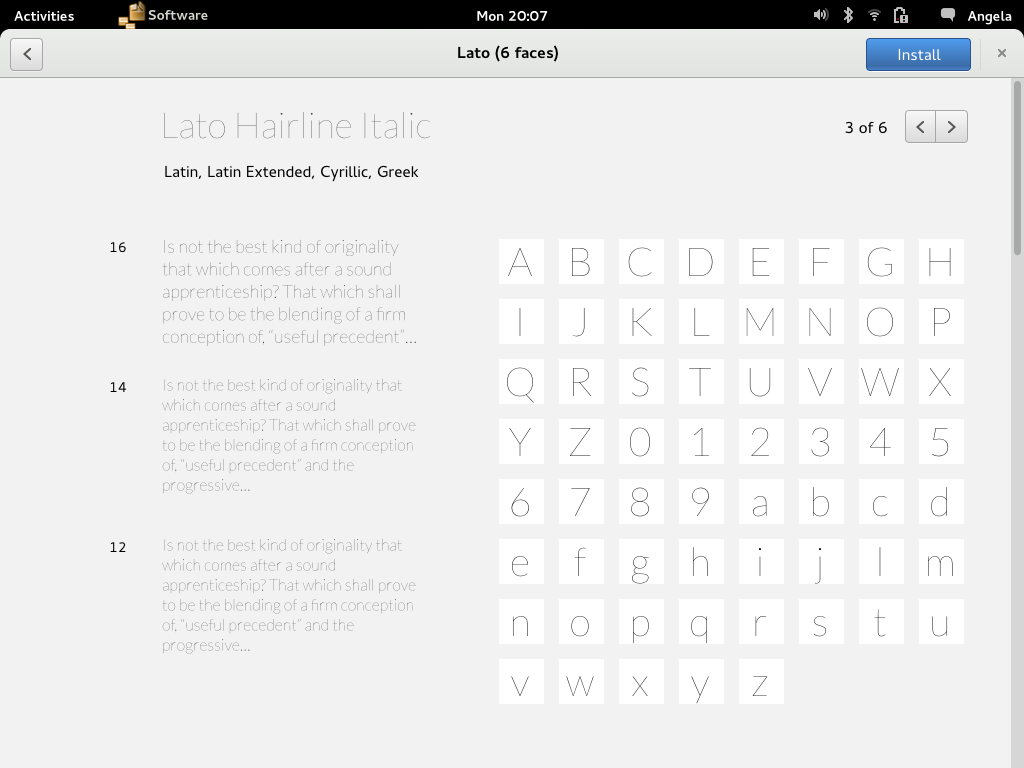 Activities Software Mon 20:07 Angela
Lato (6 faces) Install
Lato Hairline Italic
3 of 6
Latin, Latin Extended, Cyrillic, Greek
16
Is not the best kind of originality
that which comes after a sound
apprenticeship? That which shall
prove to be the blending of a firm
conception of, “useful precedent”...
14
Is not the best kind of originality that
which comes after a sound
apprenticeship? That which shall prove
to be the blending of a firm conception
of, “useful precedent” and the
progressive...
12
Is not the best kind of originality that
which comes after a sound
apprenticeship? That which shall prove
to be the blending of a firm conception
of, “useful precedent” and the
progressive...
A B C D E F G H
I J K L M N O P
Q R S T U V W X
Y Z 0 1 2 3 4 5
6 7 8 9 a b c d
e f g h i j l m
n o p q r s t u
v w x y z